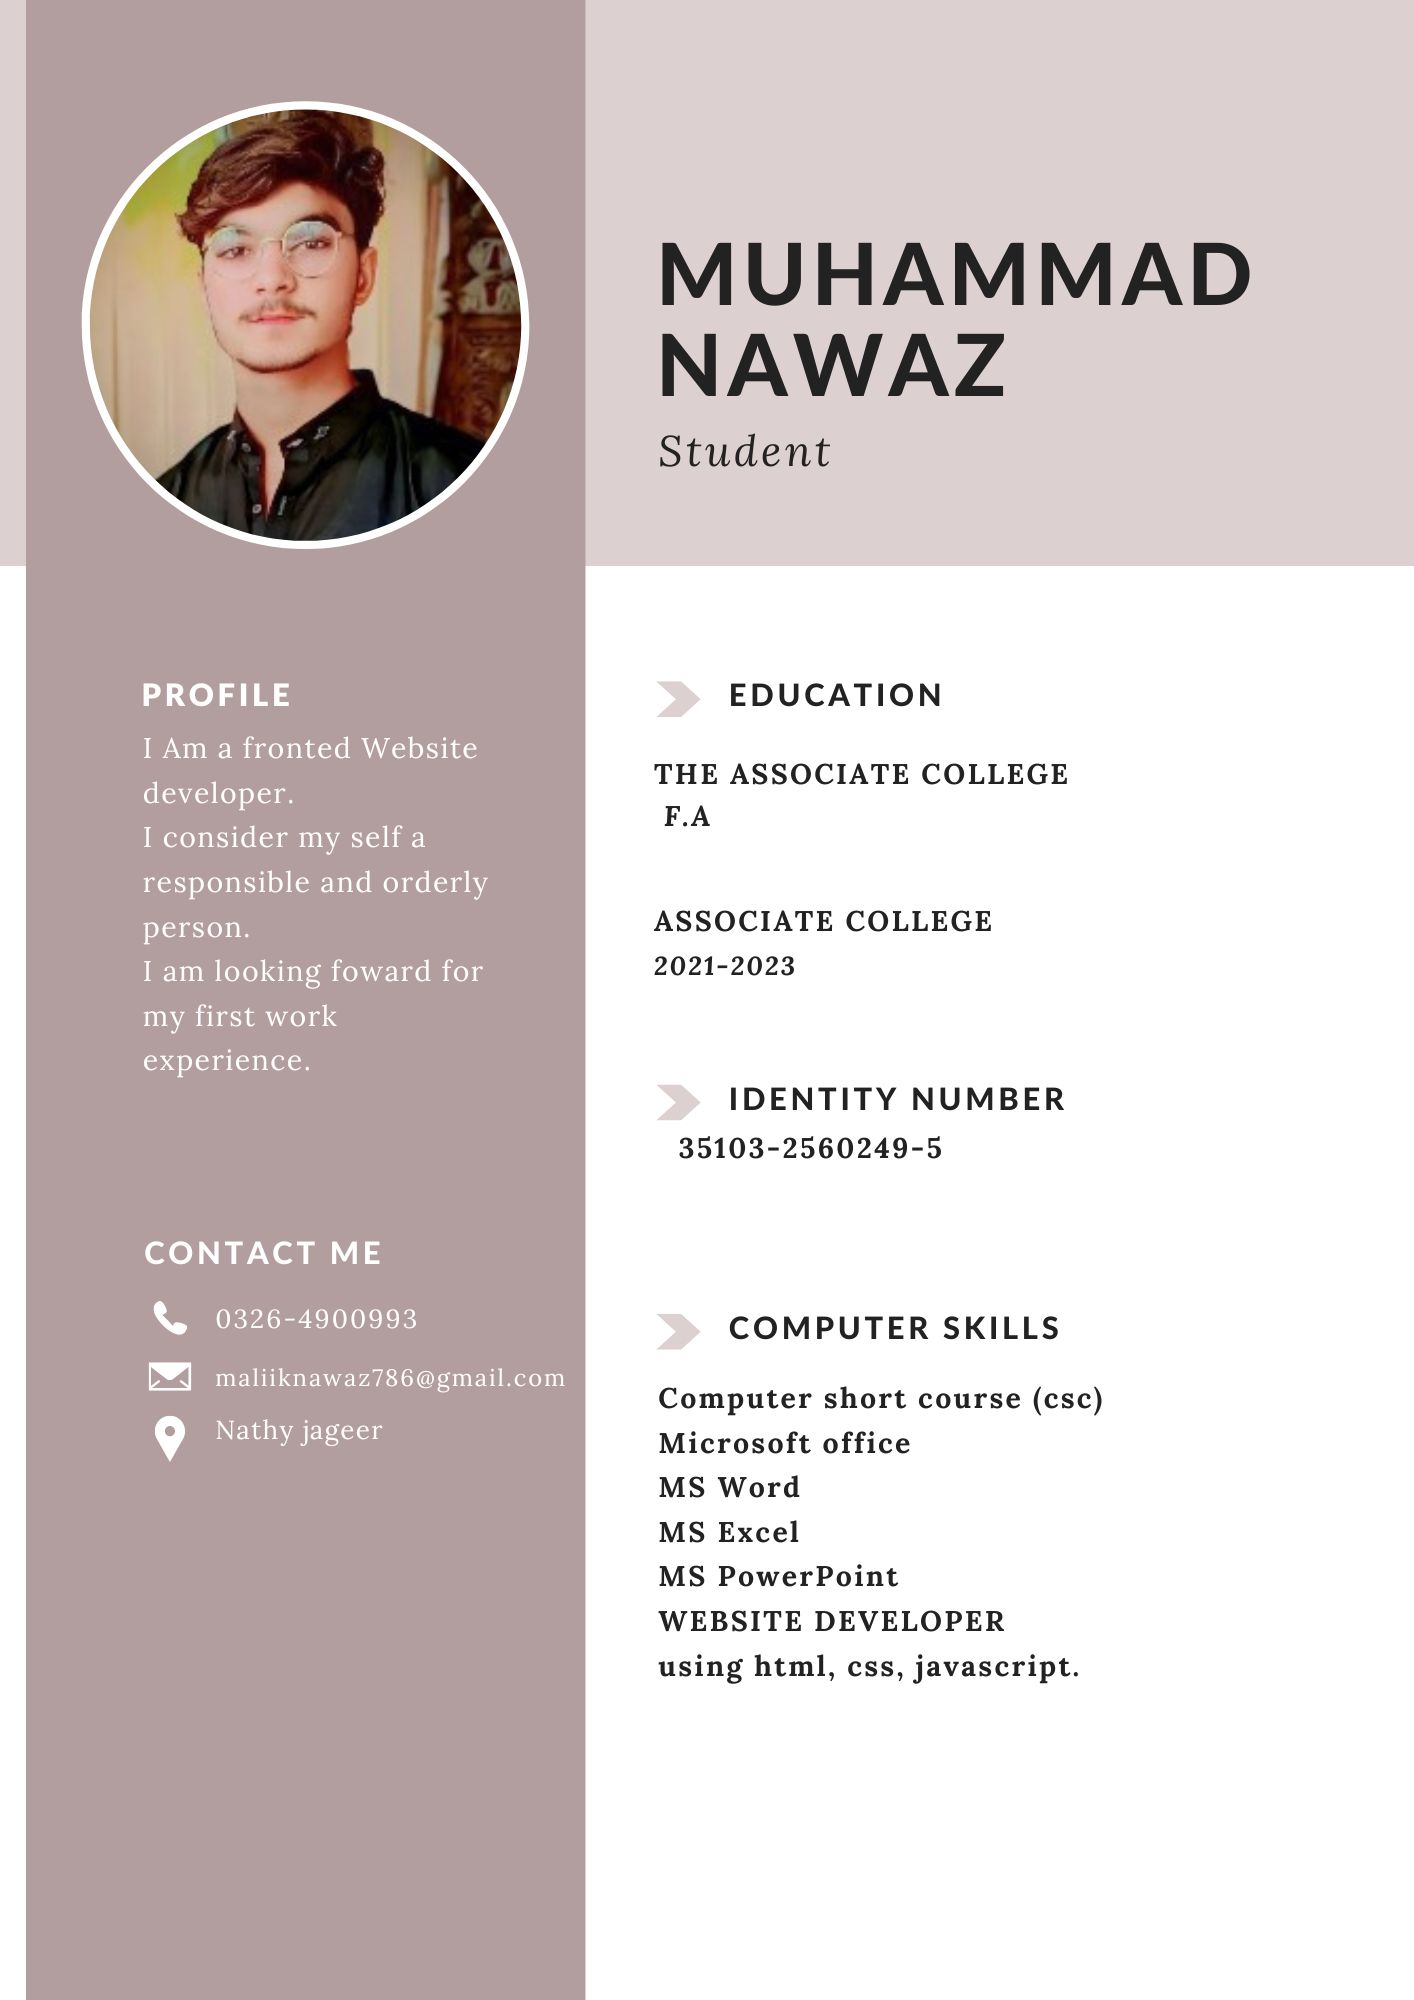 MUHAMMAD
NAWAZ
Student
PROFILE
I Am a fronted Website
developer.
I consider my self a
responsible and orderly
person.
I am looking foward for
my first work
experience.
CONTACT ME
0326-4900993
maliiknawaz786@gmail.com
Nathy jageer
EDUCATION
THE ASSOCIATE COLLEGE
F.A
ASSOCIATE COLLEGE
2021-2023
IDENTITY NUMBER
35103-2560249-5
COMPUTER SKILLS
Computer short course (csc)
Microsoft office
MS Word
MS Excel
MS PowerPoint
WEBSITE DEVELOPER
using html, css, javascript.